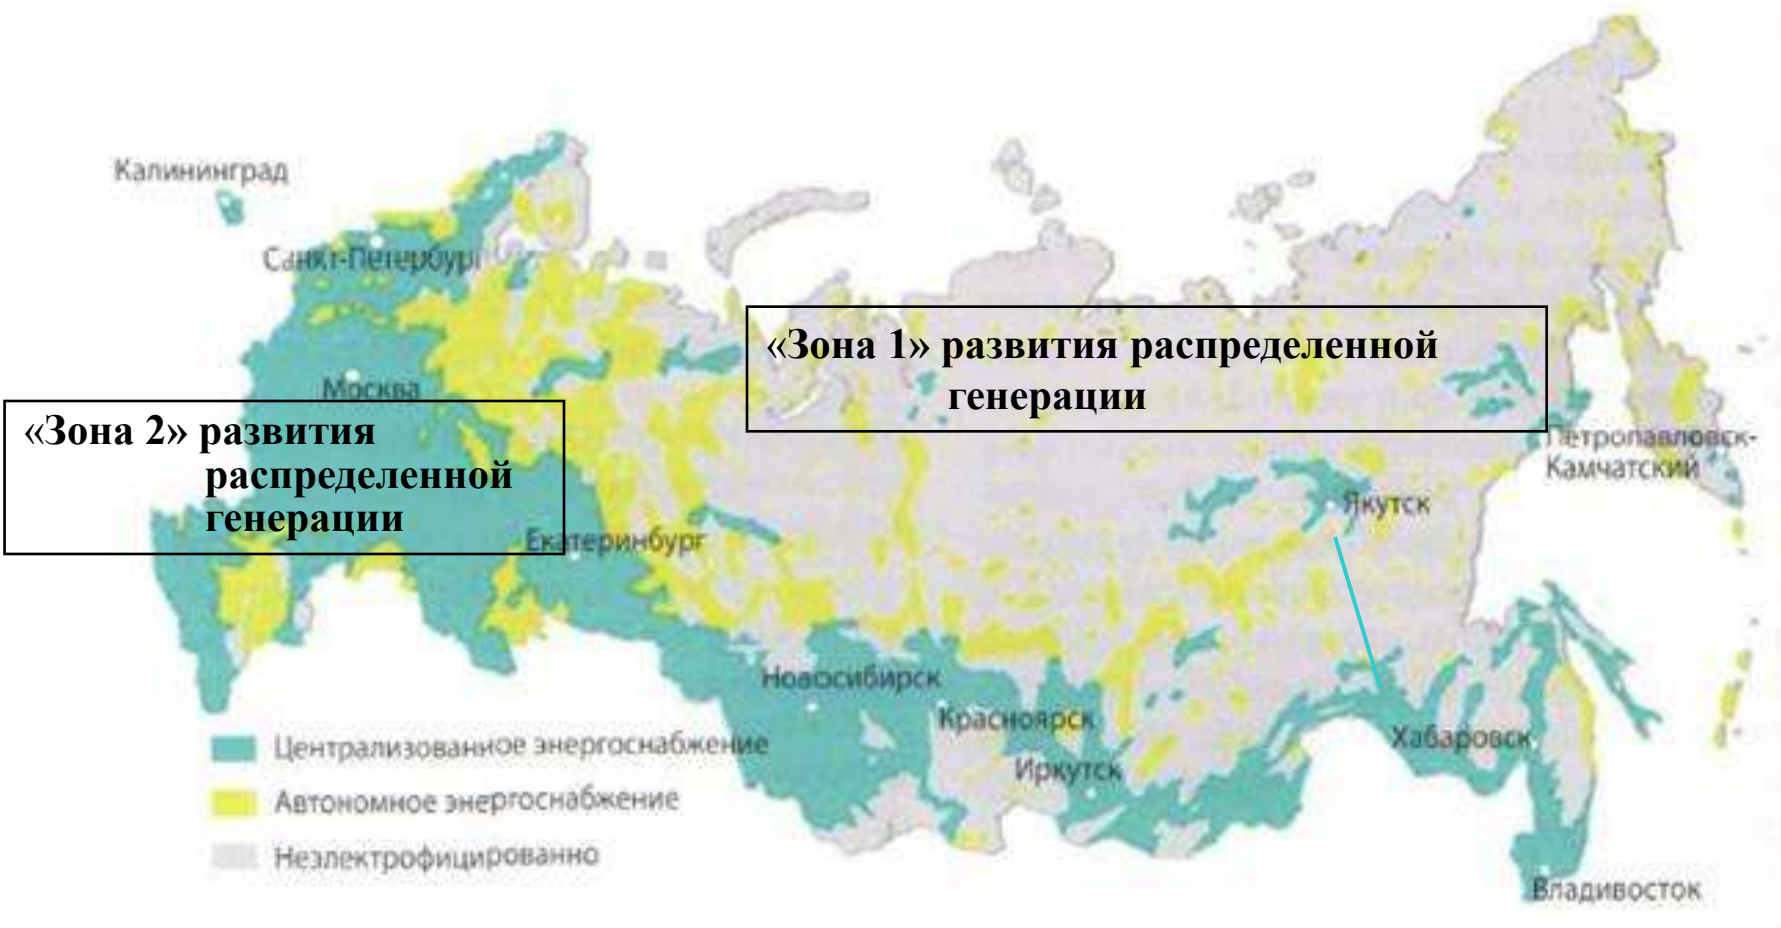 Калининград
Санкт-Петербург
«Зона 1» развития распределенной
генерации
Москва
«Зона 2» развития
распределенной
генерации
Петропавловск-
Камчатский
Якутск
Екатеринбург
Новосибирск
Красноярск
Хабаровск
Иркутск
Централизованное энергоснабжение
Автономное энергоснабжение
Неэлектрофицированно
Владивосток